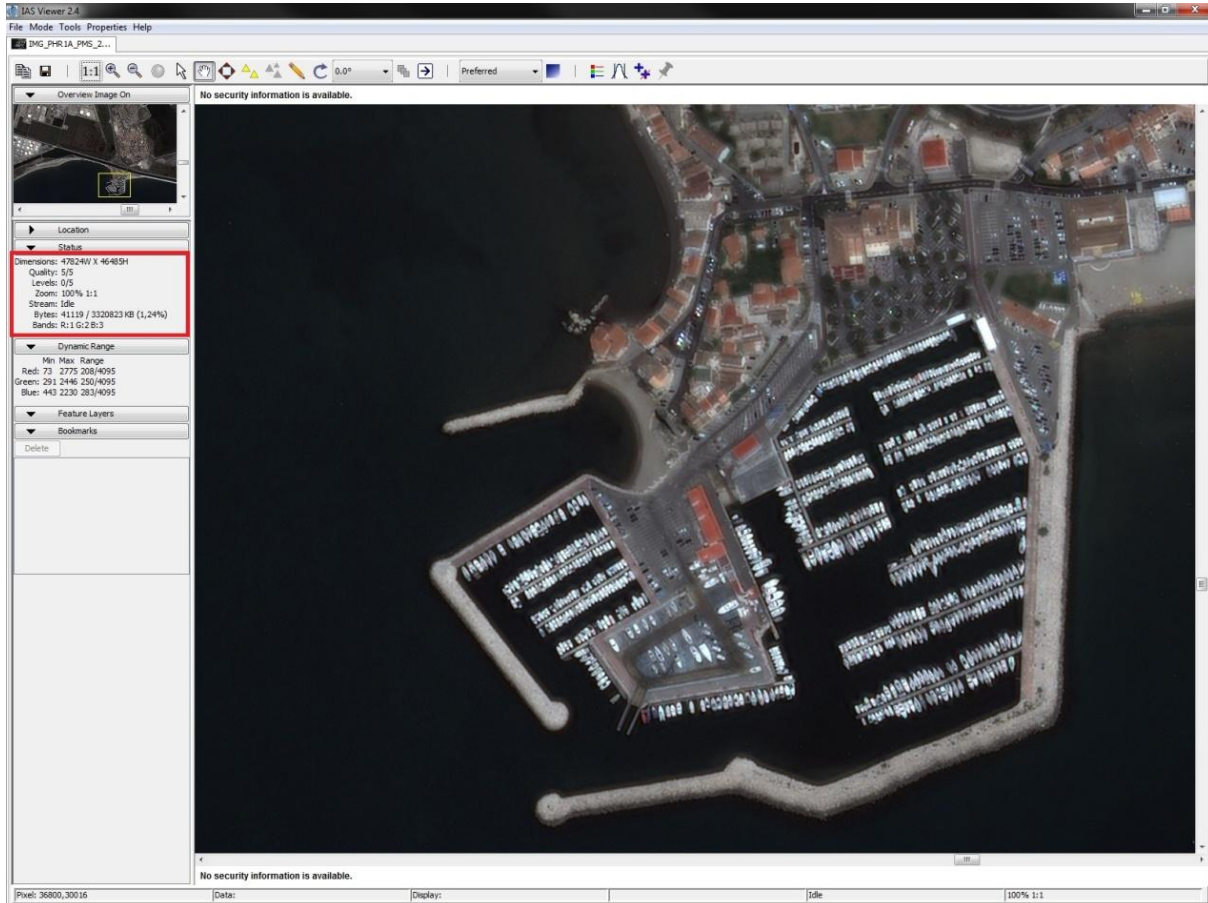 IAS Viewer 2.4
File Mode Tools Properties Help
IMG_PHR1A_PMS_2...
1:1 0.0° Preferred
Overview Image On
No security information is available.
Location
Status
Dimensions: 47824W X 46485H
Quality: 5/5
Levels: 0/5
Zoom: 100% 1:1
Stream: Idle
Bytes: 41119 / 3320823 KB (1,24%)
Bands: R:1 G:2 B:3
Dynamic Range
Min Max Range
Red: 73 2775 208/4095
Green: 291 2446 250/4095
Blue: 443 2230 283/4095
Feature Layers
Bookmarks
Delete
No security information is available.
Pixel: 36800,30016 Data: Display: Idle 100% 1:1